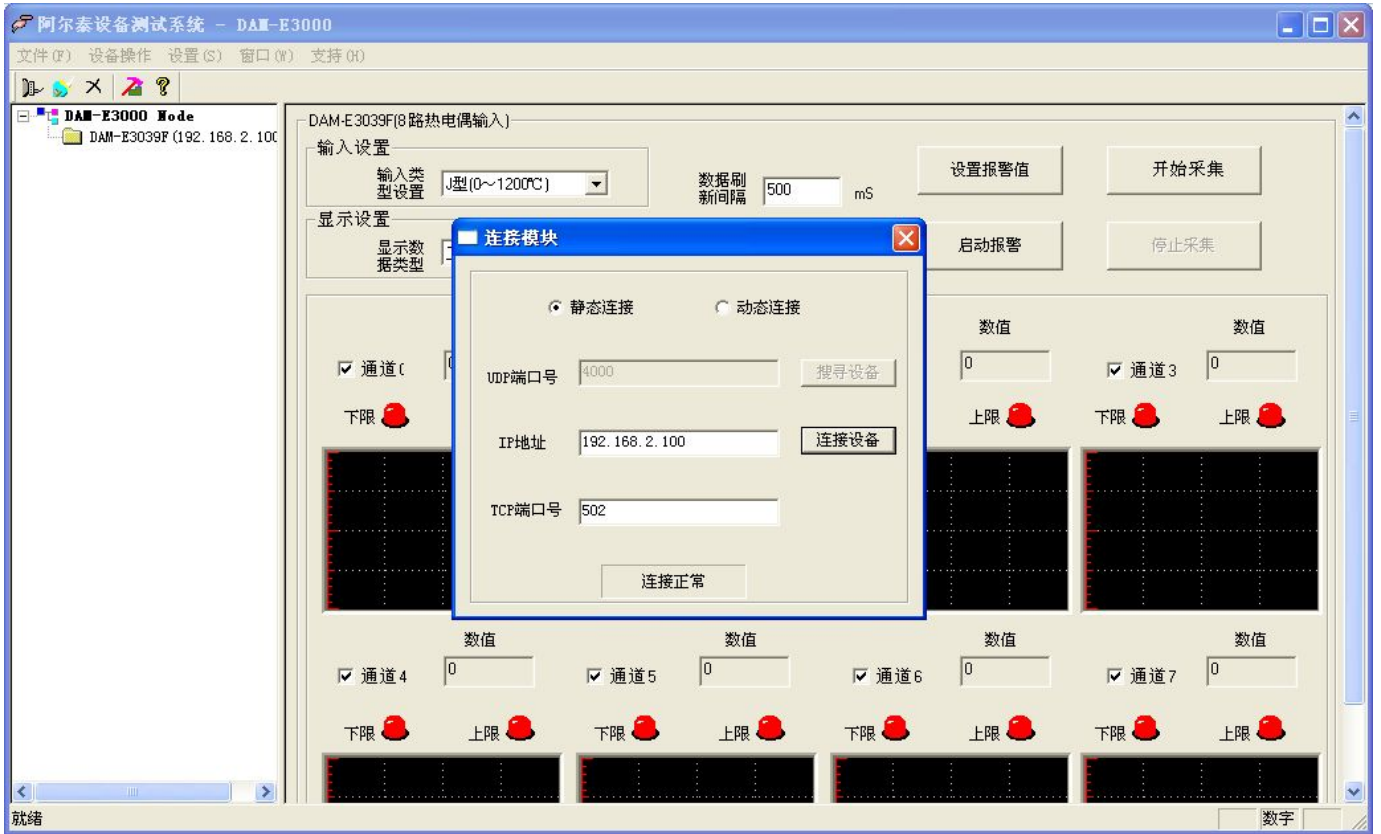 阿尔泰设备测试系统 - DAM-E3000
文件(F) 设备操作 设置(S) 窗口(W) 支持(H)
DAM-E3000 Node
DAM-E3039F(192.168.2.100
DAM-E3039F(8路热电偶输入)
输入设置
输入类
型设置
J型(0～1200℃)
数据刷
新间隔
500
mS
设置报警值
开始采集
显示设置
显示数
据类型
启动报警
停止采集
连接模块
静态连接
动态连接
UDP端口号
4000
搜寻设备
IP地址
192.168.2.100
连接设备
TCP端口号
502
连接正常
数值
数值
通道0
0
0
通道3
0
下限
上限
下限
上限
数值
数值
数值
数值
通道4
0
通道5
0
通道6
0
通道7
0
下限
上限
下限
上限
下限
上限
下限
上限
就绪
数字